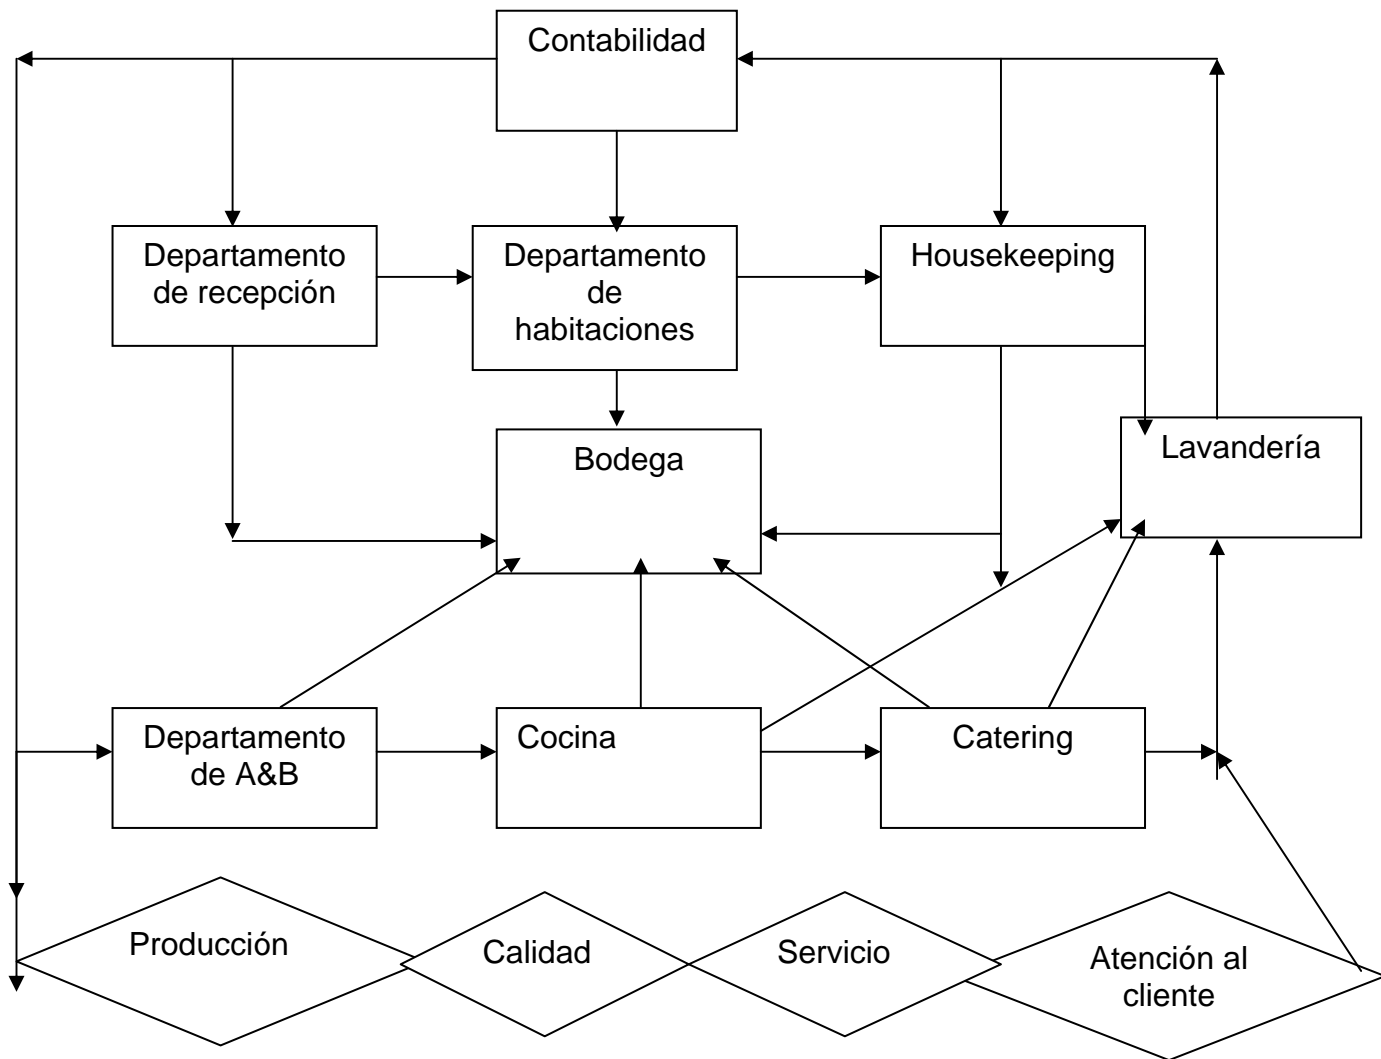 Contabilidad
Departamento
de recepción
Departamento
de
habitaciones
Housekeeping
Bodega
Lavandería
Departamento
de A&B
Cocina
Catering
Producción
Calidad
Servicio
Atención al
cliente